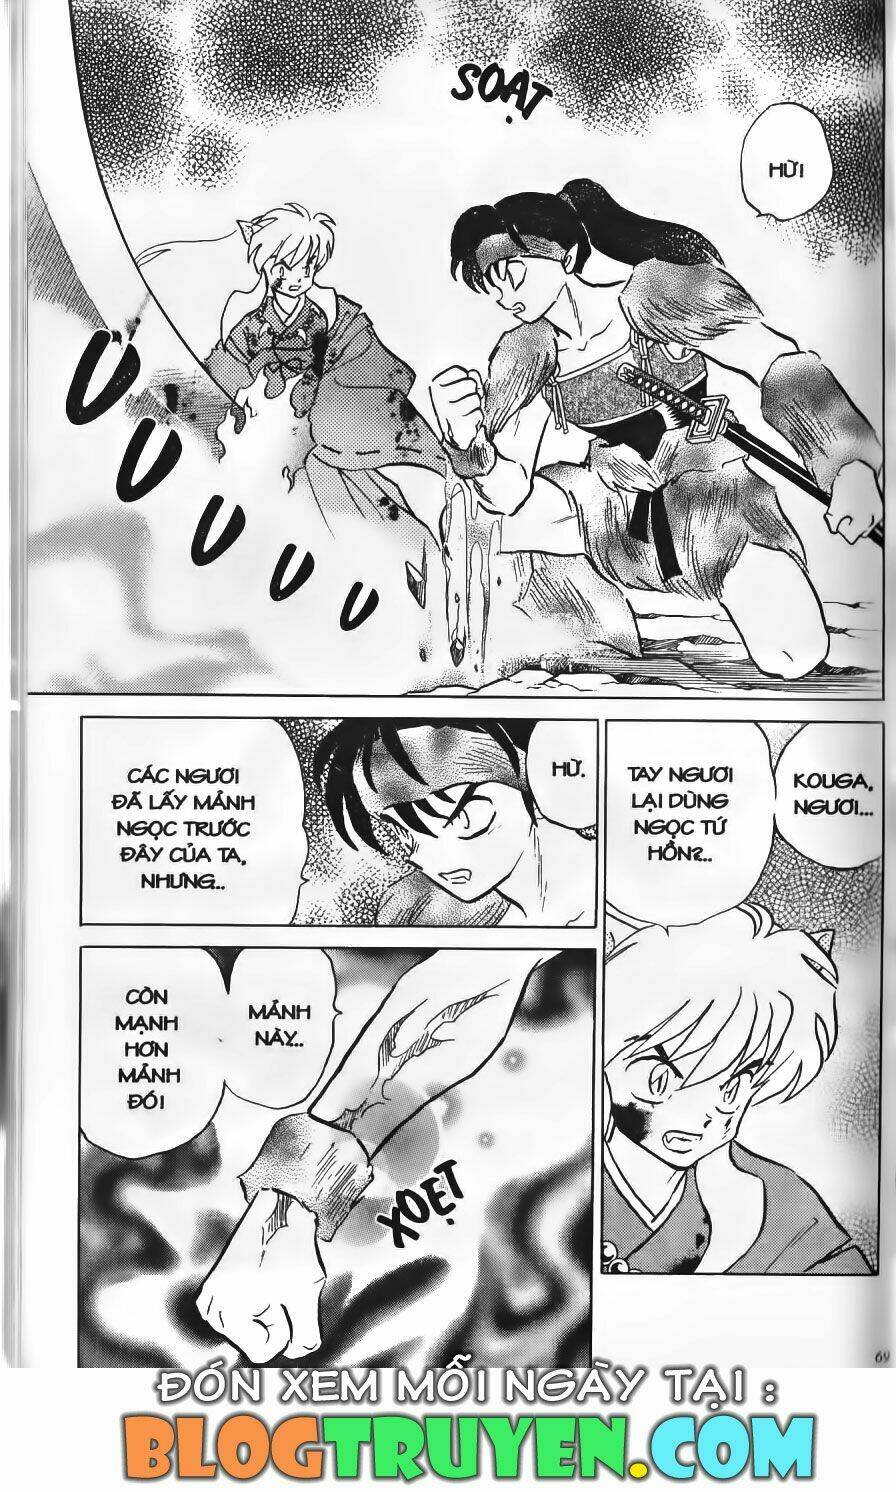 SOẠT
HỪ!
U
U
U
U
U
KOUGA,
NGƯƠI...
TAY NGƯƠI
LẠI DÙNG
NGỌC TỨ
HỒN?...
HỪ.
CÁC NGƯƠI
ĐÃ LẤY MẢNH
NGỌC TRƯỚC
ĐÂY CỦA TA,
NHƯNG...
MẢNH
NÀY...
CÒN
MẠNH
HƠN
MẢNH
ĐÓ!
XOẸT
69
ĐÓN XEM MỖI NGÀY TẠI :
BLOGTRUYEN.COM